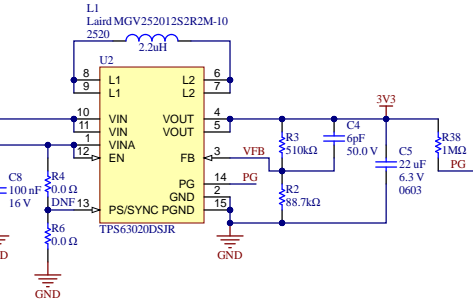 L1
Laird MGV252012S2R2M-10
2520
2.2uH
U2
8 L1 L2 6
9 L1 L2 7
3V3
10 VIN VOUT 4
11 VIN VOUT 5
1 VINA
12 EN FB 3 VFB
R3
510kΩ
C4
6pF
50.0 V
R38
1MΩ
PG
C5
22 uF
6.3 V
0603
C8
100 nF
16 V
R4
0.0 Ω
DNF
PG 14 PG
GND 2
13 PS/SYNC PGND 15
R2
88.7kΩ
TPS63020DSJR
R6
0.0 Ω
GND
D
GND